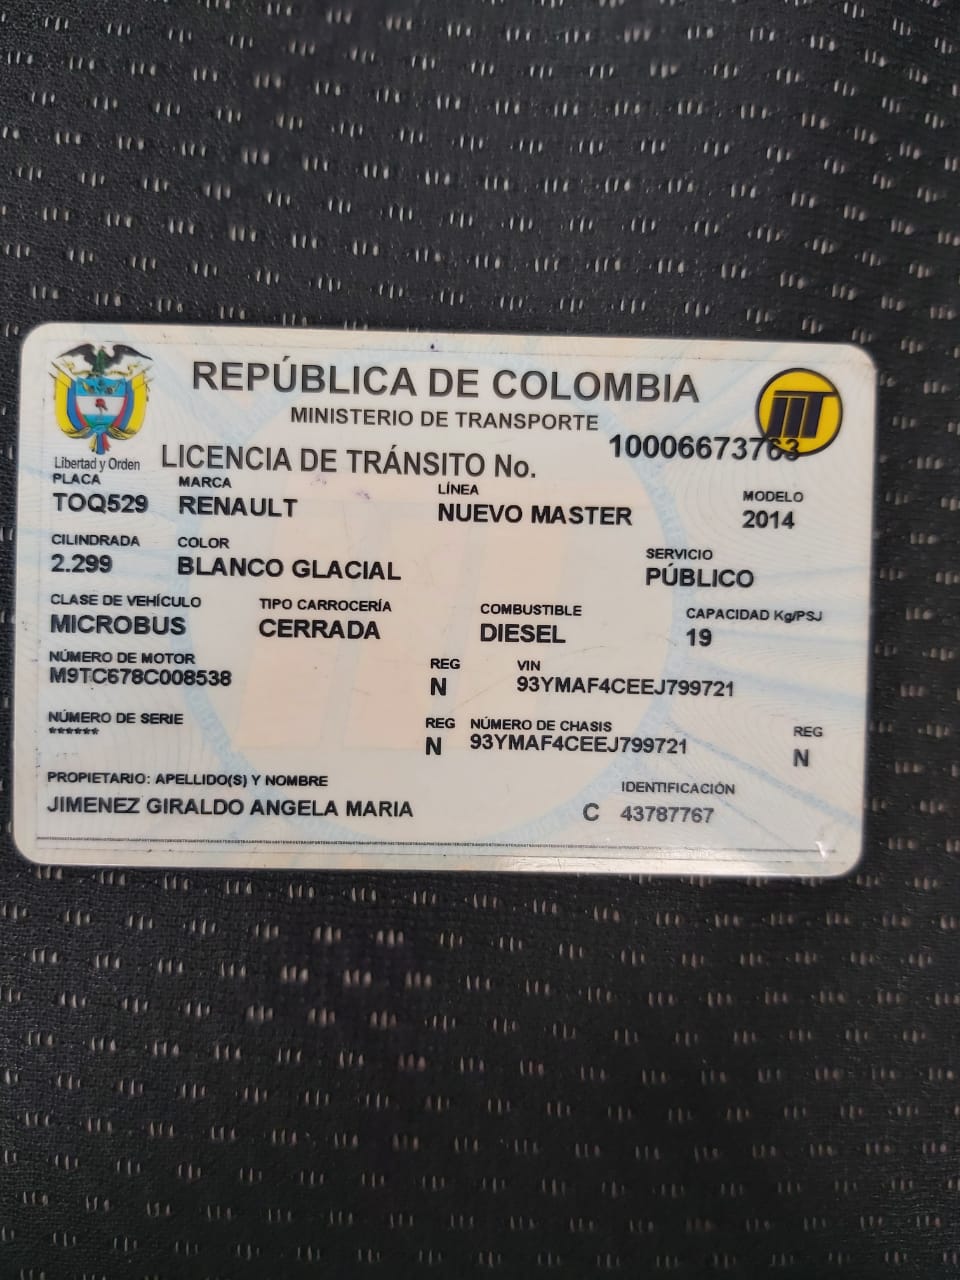 REPÚBLICA DE COLOMBIA
MINISTERIO DE TRANSPORTE
Libertad y Orden
LICENCIA DE TRÁNSITO No. 10006673763
PLACA MARCA LÍNEA MODELO
TOQ529 RENAULT NUEVO MASTER 2014
CILINDRADA COLOR SERVICIO
2.299 BLANCO GLACIAL PÚBLICO
CLASE DE VEHÍCULO TIPO CARROCERÍA COMBUSTIBLE CAPACIDAD Kg/PSJ
MICROBUS CERRADA DIESEL 19
NÚMERO DE MOTOR REG VIN
M9TC678C008538 N 93YMAF4CEEJ799721
NÚMERO DE SERIE REG NÚMERO DE CHASIS REG
****** N 93YMAF4CEEJ799721 N
PROPIETARIO: APELLIDO(S) Y NOMBRE IDENTIFICACIÓN
JIMENEZ GIRALDO ANGELA MARIA C 43787767